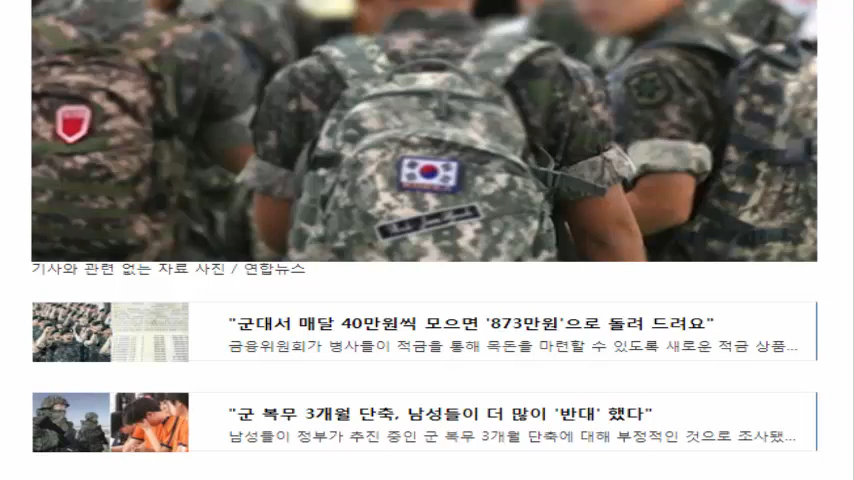 기사와 관련 없는 자료 사진 / 연합뉴스
"군대서 매달 40만원씩 모으면 '873만원'으로 돌려 드려요"
금융위원회가 병사들이 적금을 통해 목돈을 마련할 수 있도록 새로운 적금 상품...
"군 복무 3개월 단축, 남성들이 더 많이 '반대' 했다"
남성들이 정부가 추진 중인 군 복무 3개월 단축에 대해 부정적인 것으로 조사됐...